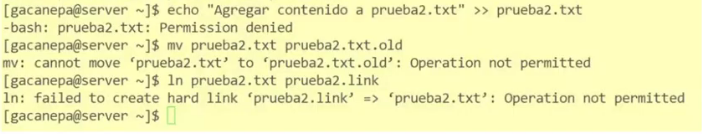 [gacanepa@server ~]$ echo "Agregar contenido a prueba2.txt" >> prueba2.txt
-bash: prueba2.txt: Permission denied
[gacanepa@server ~]$ mv prueba2.txt prueba2.txt.old
mv: cannot move ‘prueba2.txt’ to ‘prueba2.txt.old’: Operation not permitted
[gacanepa@server ~]$ ln prueba2.txt prueba2.link
ln: failed to create hard link ‘prueba2.link’ => ‘prueba2.txt’: Operation not permitted
[gacanepa@server ~]$